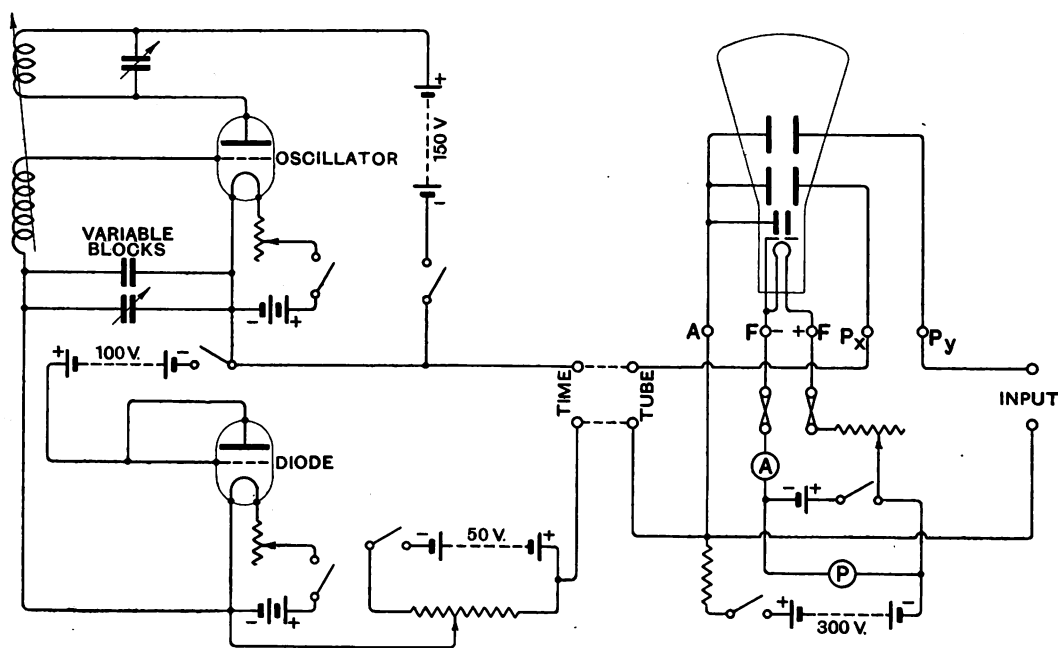 OSCILLATOR
+
150 V
-
VARIABLE
BLOCKS
- +
+ 100 V. -
DIODE
- 50 V. +
- +
TIME
TUBE
A F - + F Px Py
INPUT
A
- +
P
+ 300 V. -